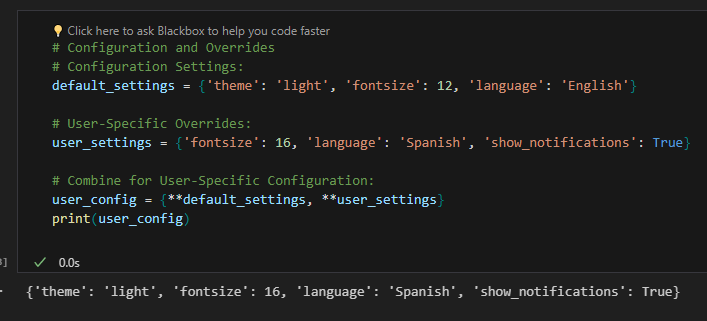 💡 Click here to ask Blackbox to help you code faster
# Configuration and Overrides
# Configuration Settings:
default_settings = {'theme': 'light', 'fontsize': 12, 'language': 'English'}
# User-Specific Overrides:
user_settings = {'fontsize': 16, 'language': 'Spanish', 'show_notifications': True}
# Combine for User-Specific Configuration:
user_config = {**default_settings, **user_settings}
print(user_config)
✓ 0.0s
{'theme': 'light', 'fontsize': 16, 'language': 'Spanish', 'show_notifications': True}